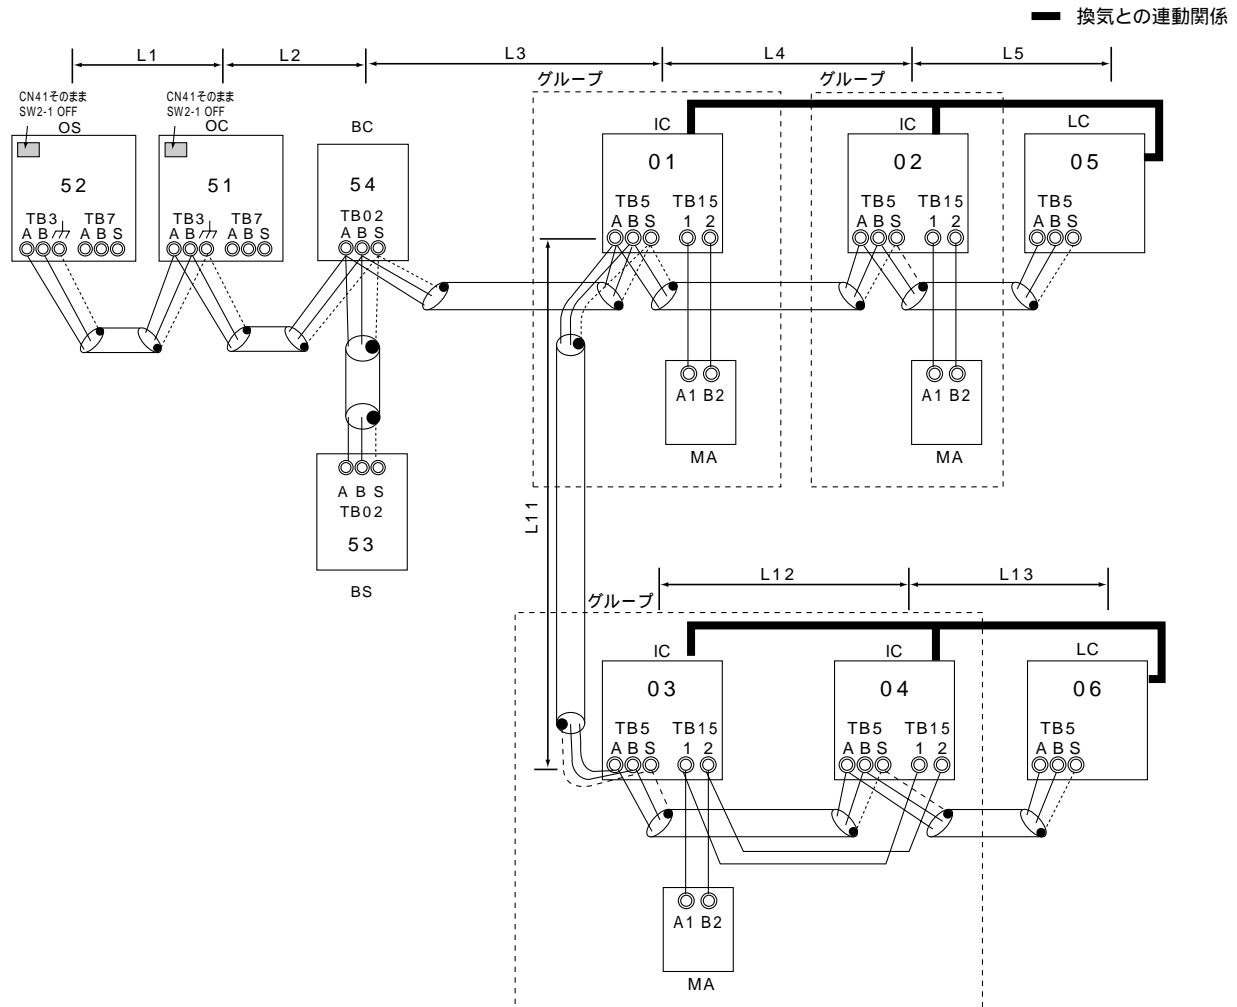 換気との連動関係
L1 L2 L3 L4 L5
グループ グループ
CN41そのまま
SW2-1 OFF
OS
CN41そのまま
SW2-1 OFF
OC
BC
IC
IC
LC
52
51
54
01
02
05
TB3 TB7
A B A B S
TB3 TB7
A B A B S
TB02
A B S
TB5 TB15
A B S 1 2
TB5 TB15
A B S 1 2
TB5
A B S
A1 B2
MA
A1 B2
MA
A B S
TB02
53
BS
L11
L12 L13
グループ
IC
IC
LC
03
04
06
TB5 TB15
A B S 1 2
TB5 TB15
A B S 1 2
TB5
A B S
A1 B2
MA